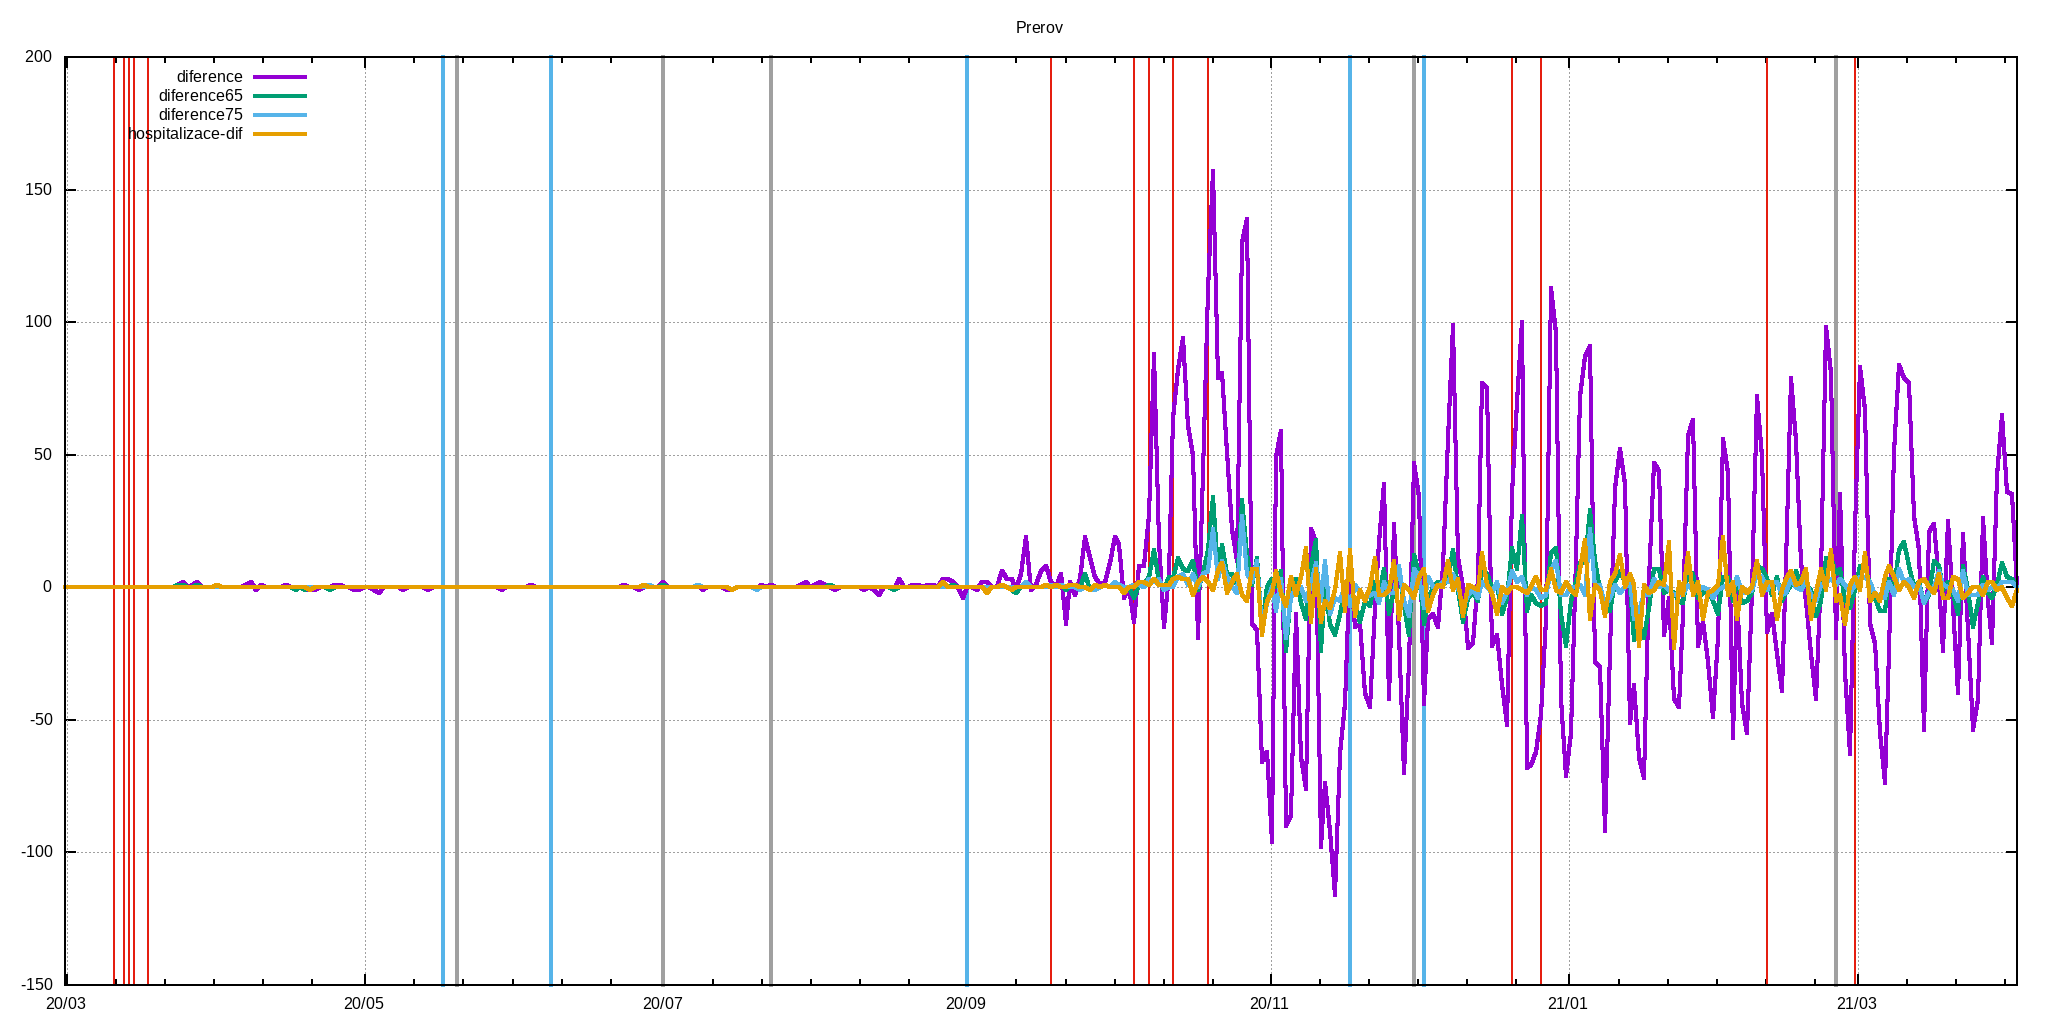 Prerov
200
diference
diference65
diference75
hospitalizace-dif
150
100
50
0
-50
-100
-150
20/03 20/05 20/07 20/09 20/11 21/01 21/03